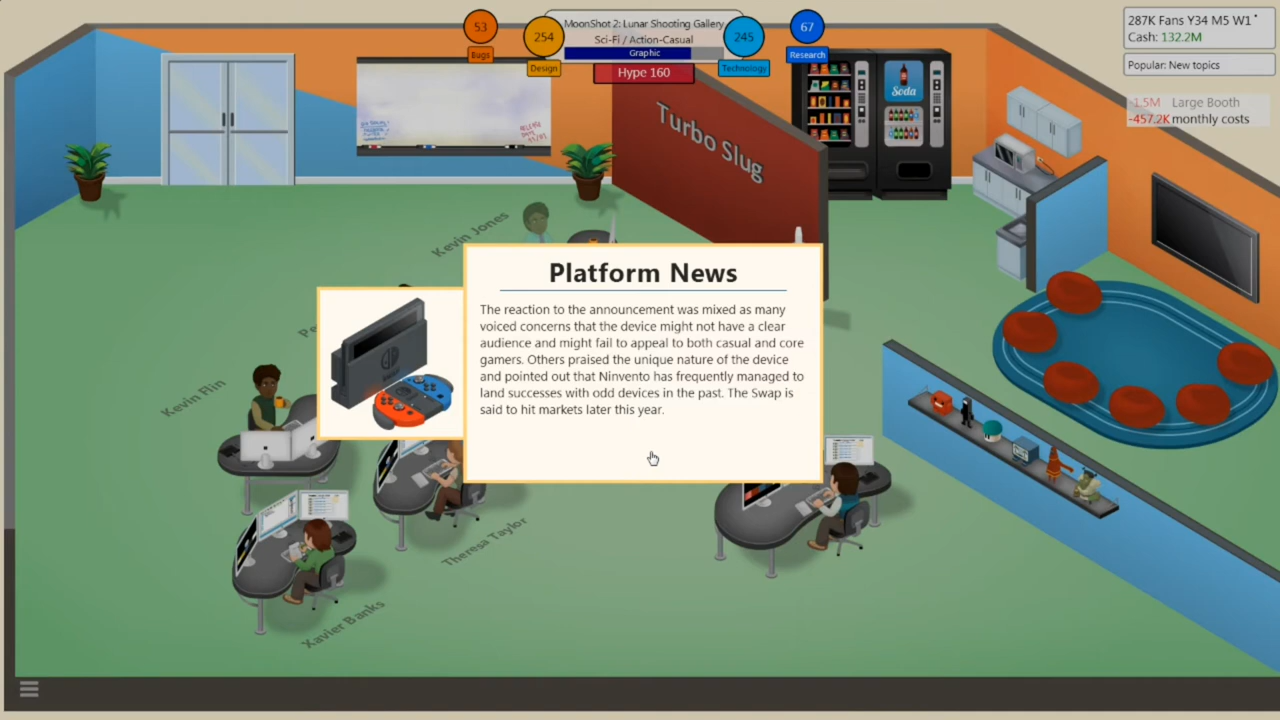 53
Bugs
254
Design
MoonShot 2: Lunar Shooting Gallery
Sci-Fi / Action-Casual
Graphic
Hype 160
245
Technology
67
Research
287K Fans Y34 M5 W1
Cash: 132.2M
Popular: New topics
-1.5M Large Booth
-457.2K monthly costs
Soda
Turbo Slug
Kevin Jones
Platform News
The reaction to the announcement was mixed as many
voiced concerns that the device might not have a clear
audience and might fail to appeal to both casual and core
gamers. Others praised the unique nature of the device
and pointed out that Ninvento has frequently managed to
land successes with odd devices in the past. The Swap is
said to hit markets later this year.
Kevin Flin
Theresa Taylor
Xavier Banks